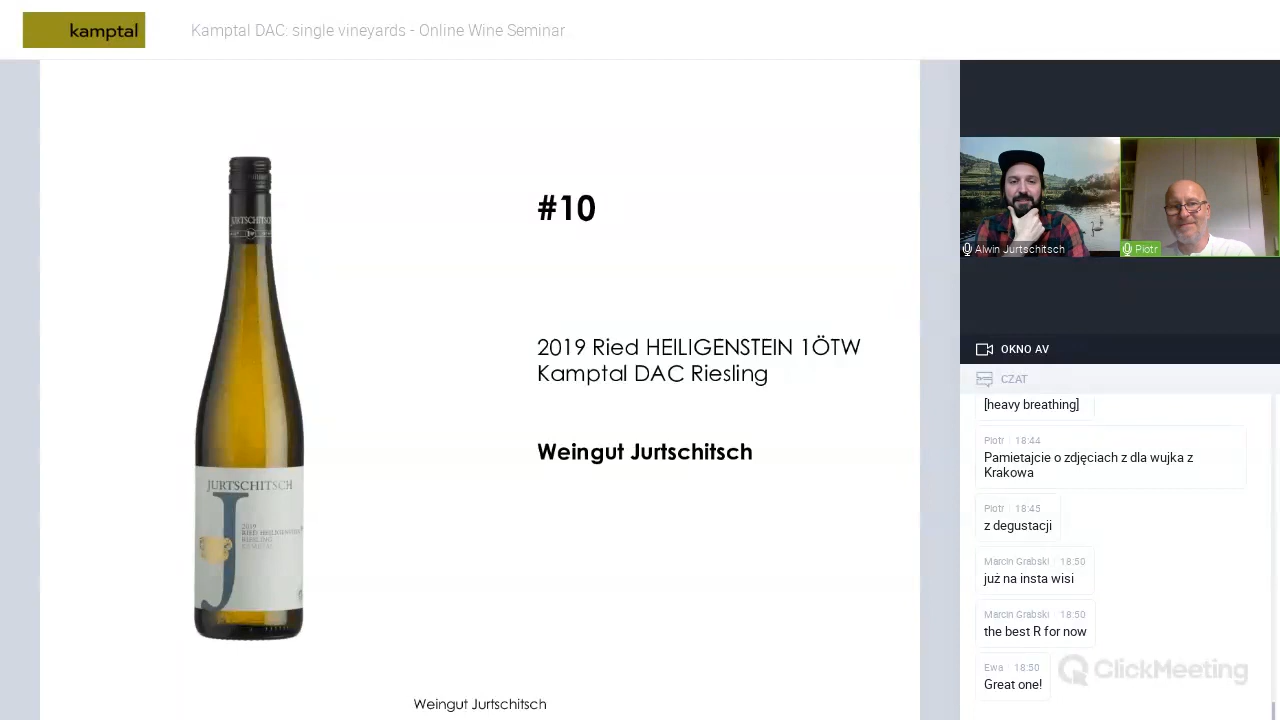 kamptal
Kamptal DAC: single vineyards - Online Wine Seminar
#10
2019 Ried HEILIGENSTEIN 1ÖTW
Kamptal DAC Riesling
Weingut Jurtschitsch
JURTSCHITSCH
JURTSCHITSCH
J
2019
RIESLING
Weingut Jurtschitsch
Alwin Jurtschitsch
Piotr
OKNO AV
CZAT
[heavy breathing]
Piotr 18:44
Pamietajcie o zdjęciach z dla wujka z
Krakowa
Piotr 18:45
z degustacji
Marcin Grabski 18:50
już na insta wisi
Marcin Grabski 18:50
the best R for now
Ewa 18:50
Great one!
ClickMeeting